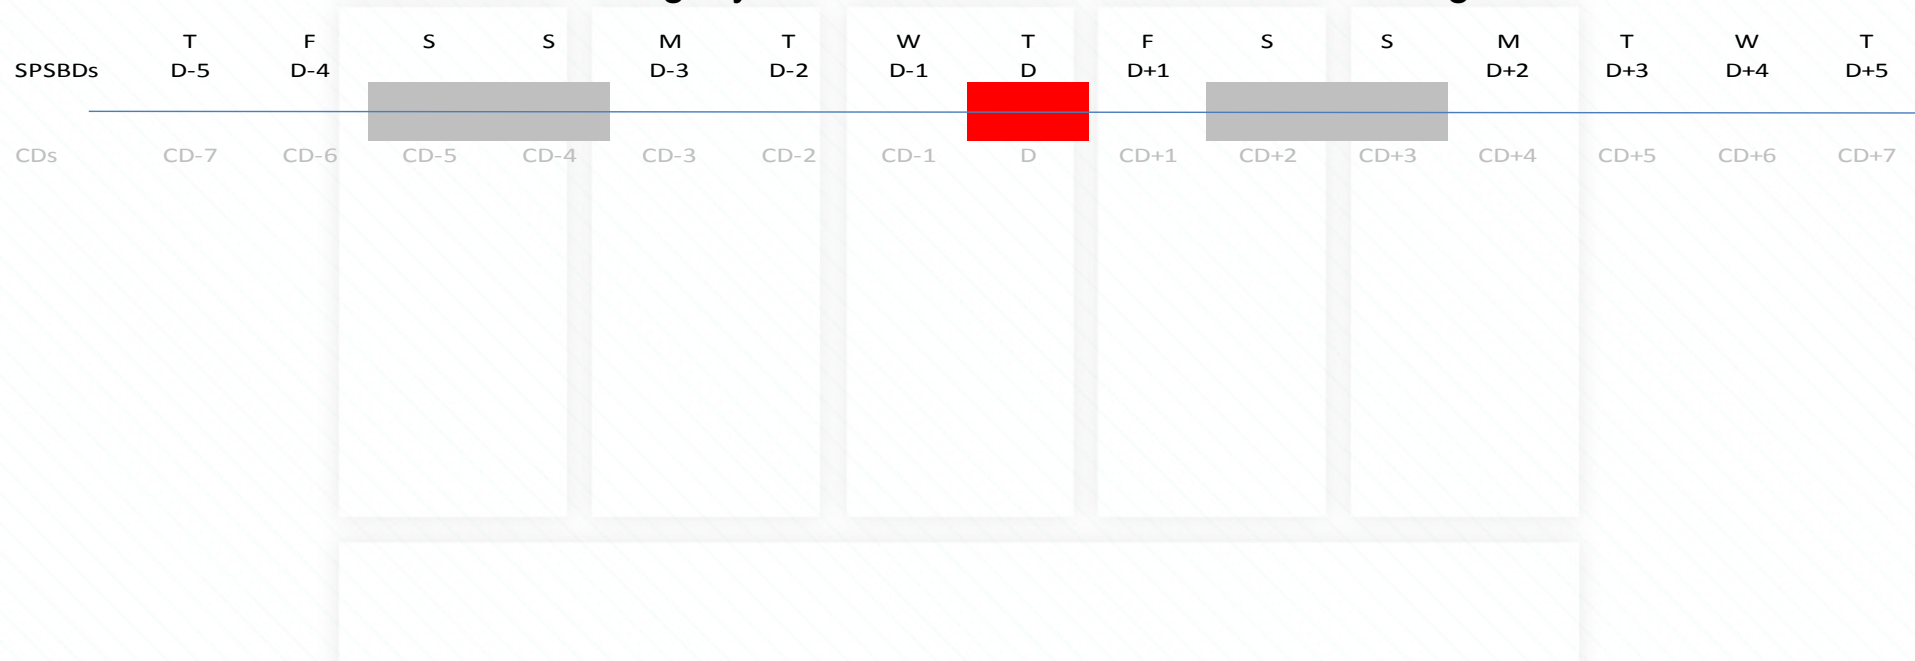 T F S S M T W T F S S M T W T
SPSBDs D-5 D-4 D-3 D-2 D-1 D D+1 D+2 D+3 D+4 D+5
CDs CD-7 CD-6 CD-5 CD-4 CD-3 CD-2 CD-1 D CD+1 CD+2 CD+3 CD+4 CD+5 CD+6 CD+7